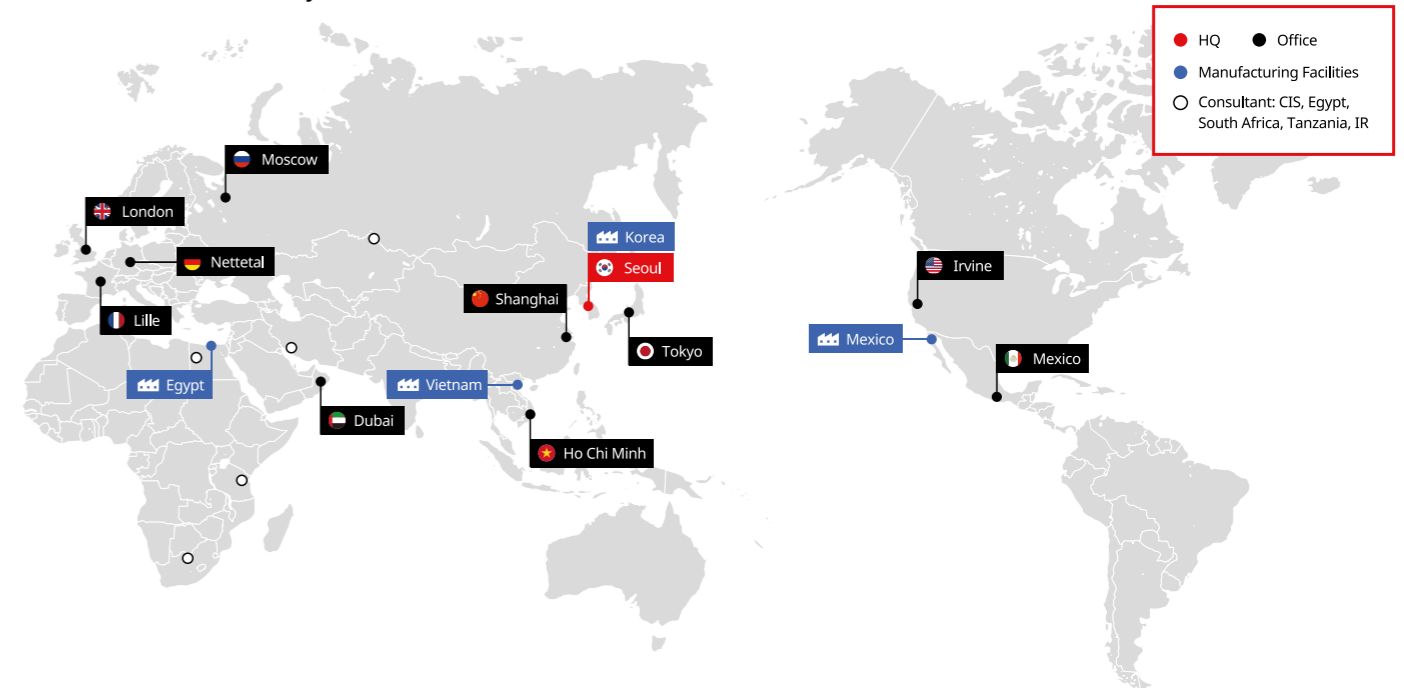 HQ
Office
Manufacturing Facilities
Consultant: CIS, Egypt,
South Africa, Tanzania, IR
Moscow
London
Korea
Nettetal
Irvine
Seoul
Shanghai
Lille
Mexico
Tokyo
Mexico
Egypt
Vietnam
Dubai
Ho Chi Minh